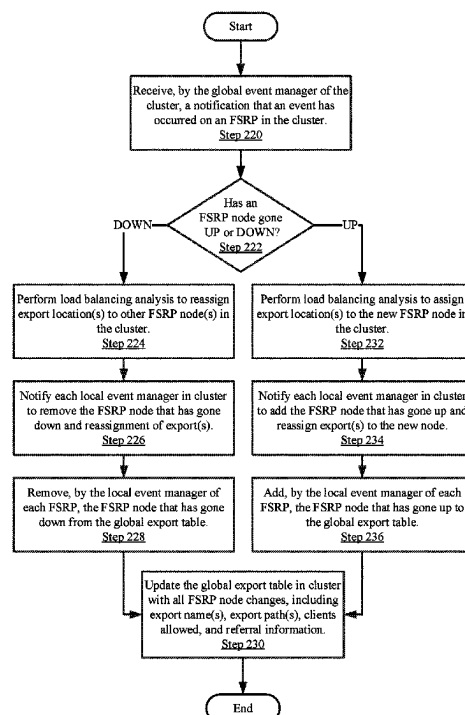 Start
Receive, by the global event manager of the
cluster, a notification that an event has
occurred on an FSRP in the cluster.
Step 220
Has an
FSRP node gone
UP or DOWN?
Step 222
DOWN
UP
Perform load balancing analysis to reassign
export location(s) to other FSRP node(s) in
the cluster.
Step 224
Perform load balancing analysis to assign
export location(s) to the new FSRP node in
the cluster.
Step 232
Notify each local event manager in cluster
to remove the FSRP node that has gone
down and reassignment of export(s).
Step 226
Notify each local event manager in cluster
to add the FSRP node that has gone up and
reassign export(s) to the new node.
Step 234
Remove, by the local event manager of
each FSRP, the FSRP node that has gone
down from the global export table.
Step 228
Add, by the local event manager of each
FSRP, the FSRP node that has gone up to
the global export table.
Step 236
Update the global export table in cluster
with all FSRP node changes, including
export name(s), export path(s), clients
allowed, and referral information.
Step 230
End